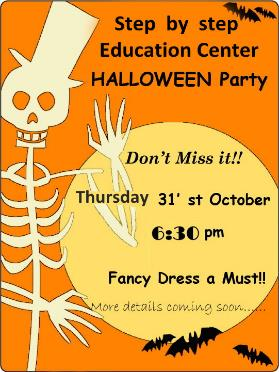 Step by step
Education Center
HALLOWEEN Party
Don't Miss it!!
Thursday 31' st October
6:30 pm
Fancy Dress a Must!!
More details coming soon......